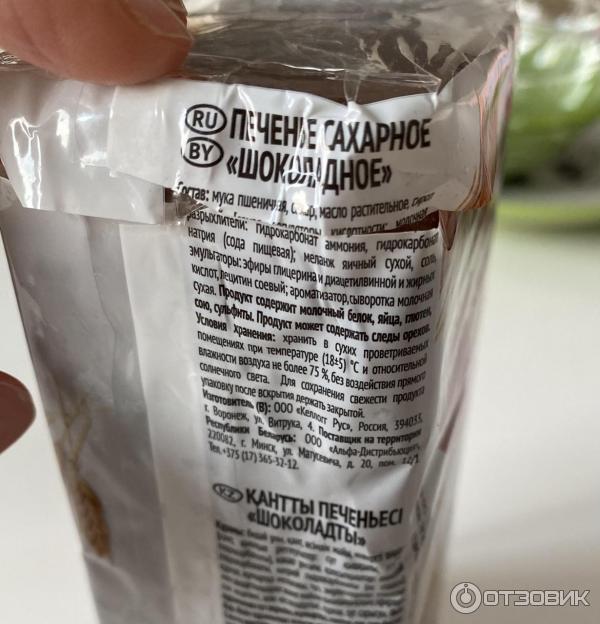 RU ПЕЧЕНЬЕ САХАРНОЕ
BY «ШОКОЛАДНОЕ»
Состав: мука пшеничная, сахар, масло растительное,
кислотности: молочная
разрыхлители: гидрокарбонат аммония, гидрокарбонат
натрия (сода пищевая); меланж яичный сухой, соль,
эмульгаторы: эфиры глицерина и диацетилвинной и жирных
кислот, лецитин соевый; ароматизатор, сыворотка молочная
сухая. Продукт содержит молочный белок, яйца, глютен,
сою, сульфиты. Продукт может содержать следы орехов.
Условия хранения: хранить в сухих проветриваемых
помещениях при температуре (18±5) °C и относительной
влажности воздуха не более 75 %, без воздействия прямого
солнечного света. Для сохранения свежести продукта
упаковку после вскрытия держать закрытой.
Изготовитель (В): ООО «Келлогг Рус», Россия, 394033,
г. Воронеж, ул. Витрука, 4. Поставщик на территории
Республики Беларусь: ООО «Альфа-Дистрибьюшн»,
220082, г. Минск, ул. Матусевича, д. 20, пом.
Тел. +375 (17) 365-32-12.
KZ ҚАНТТЫ ПЕЧЕНЬЕСІ
«ШОКОЛАДТЫ»
ОТЗОВИК